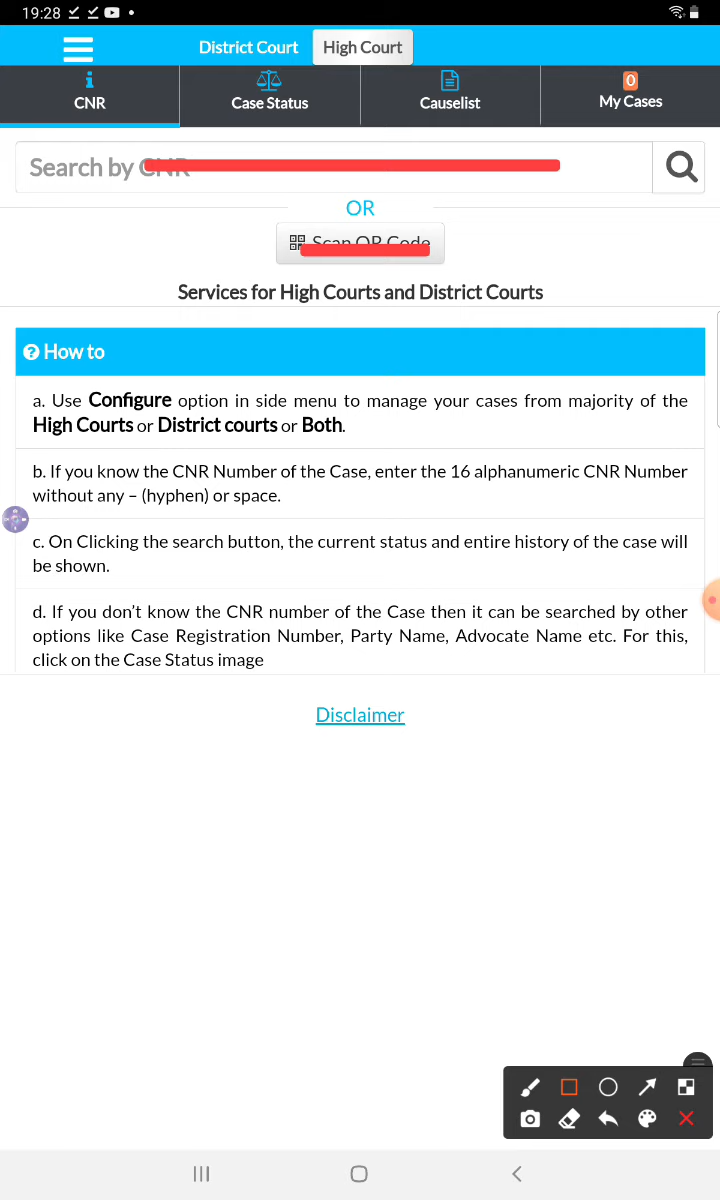 19:28
District Court High Court
CNR Case Status Causelist 0 My Cases
Search by CNR
OR
Scan QR Code
Services for High Courts and District Courts
? How to
a. Use Configure option in side menu to manage your cases from majority of the
High Courts or District courts or Both.
b. If you know the CNR Number of the Case, enter the 16 alphanumeric CNR Number
without any – (hyphen) or space.
c. On Clicking the search button, the current status and entire history of the case will
be shown.
d. If you don't know the CNR number of the Case then it can be searched by other
options like Case Registration Number, Party Name, Advocate Name etc. For this,
click on the Case Status image
Disclaimer